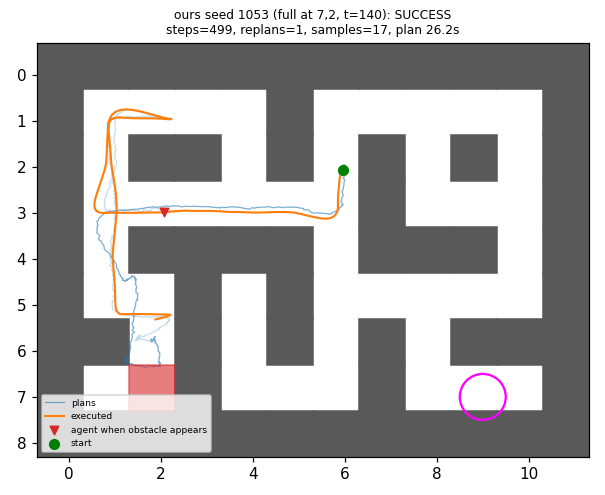 ours seed 1053 (full at 7,2, t=140): SUCCESS
steps=499, replans=1, samples=17, plan 26.2s
0
1
2
3
4
5
6
7
8
plans
executed
agent when obstacle appears
start
0 2 4 6 8 10